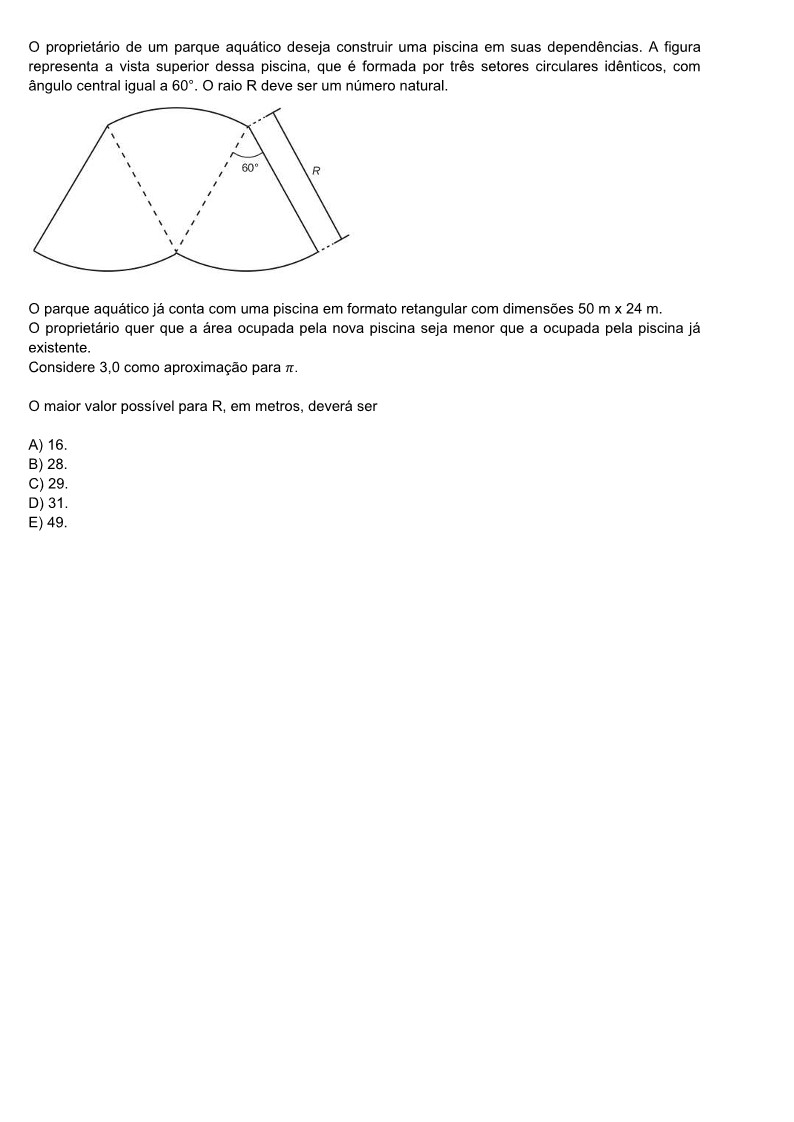 O proprietário de um parque aquático deseja construir uma piscina em suas dependências. A figura
representa a vista superior dessa piscina, que é formada por três setores circulares idênticos, com
ângulo central igual a 60°. O raio R deve ser um número natural.
60°
R
O parque aquático já conta com uma piscina em formato retangular com dimensões 50 m x 24 m.
O proprietário quer que a área ocupada pela nova piscina seja menor que a ocupada pela piscina já
existente.
Considere 3,0 como aproximação para π.
O maior valor possível para R, em metros, deverá ser
A) 16.
B) 28.
C) 29.
D) 31.
E) 49.